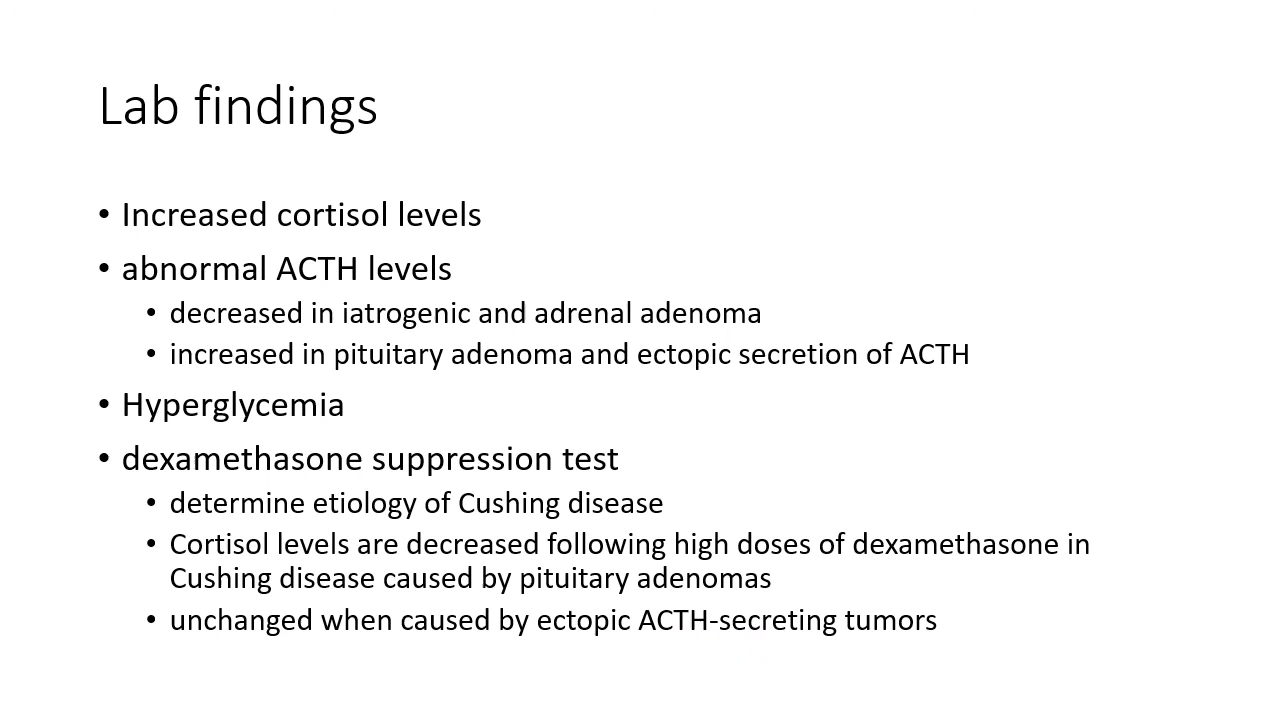 Lab findings
• Increased cortisol levels
• abnormal ACTH levels
• decreased in iatrogenic and adrenal adenoma
• increased in pituitary adenoma and ectopic secretion of ACTH
• Hyperglycemia
• dexamethasone suppression test
• determine etiology of Cushing disease
• Cortisol levels are decreased following high doses of dexamethasone in
Cushing disease caused by pituitary adenomas
• unchanged when caused by ectopic ACTH-secreting tumors